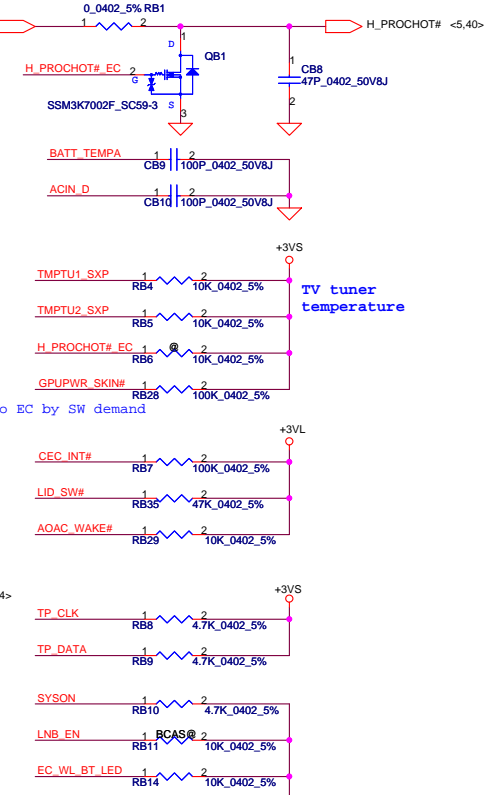 0_0402_5% RB1
1 2
H_PROCHOT# <5,40>
1
D
QB1
H_PROCHOT#_EC 2
G
1
CB8
47P_0402_50V8J
2
SSM3K7002F_SC59-3 S
3
BATT_TEMPA 1 2
CB9 100P_0402_50V8J
ACIN_D 1 2
CB10 100P_0402_50V8J
+3VS
TMPTU1_SXP 1 2
RB4 10K_0402_5%
TV tuner
temperature
TMPTU2_SXP 1 2
RB5 10K_0402_5%
H_PROCHOT#_EC 1 @ 2
RB6 10K_0402_5%
GPUPWR_SKIN# 1 2
RB28 100K_0402_5%
o EC by SW demand
+3VL
CEC_INT# 1 2
RB7 100K_0402_5%
LID_SW# 1 2
RB35 47K_0402_5%
AOAC_WAKE# 1 2
RB29 10K_0402_5%
4>
+3VS
TP_CLK 1 2
RB8 4.7K_0402_5%
TP_DATA 1 2
RB9 4.7K_0402_5%
SYSON 1 2
RB10 4.7K_0402_5%
LNB_EN 1 BCAS@ 2
RB11 10K_0402_5%
EC_WL_BT_LED 1 2
RB14 10K_0402_5%